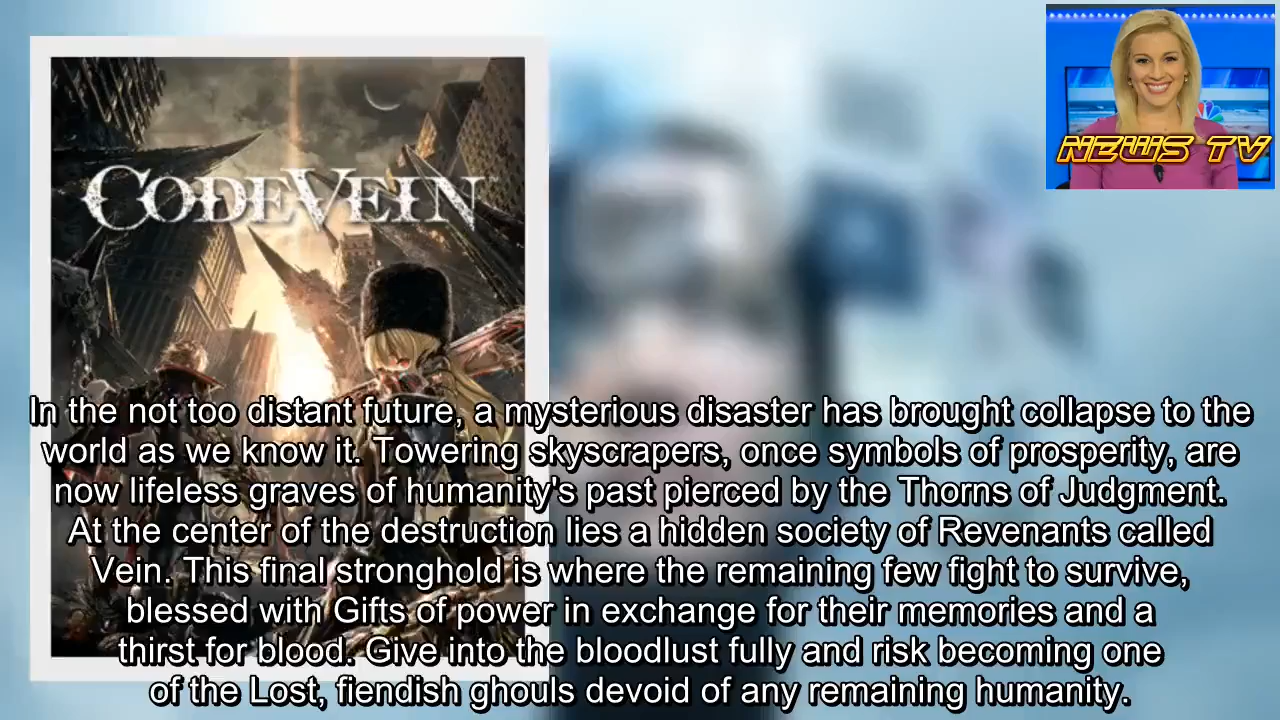 NEWS TV
CODE VEIN
In the not too distant future, a mysterious disaster has brought collapse to the
world as we know it. Towering skyscrapers, once symbols of prosperity, are
now lifeless graves of humanity's past pierced by the Thorns of Judgment.
At the center of the destruction lies a hidden society of Revenants called
Vein. This final stronghold is where the remaining few fight to survive,
blessed with Gifts of power in exchange for their memories and a
thirst for blood. Give into the bloodlust fully and risk becoming one
of the Lost, fiendish ghouls devoid of any remaining humanity.